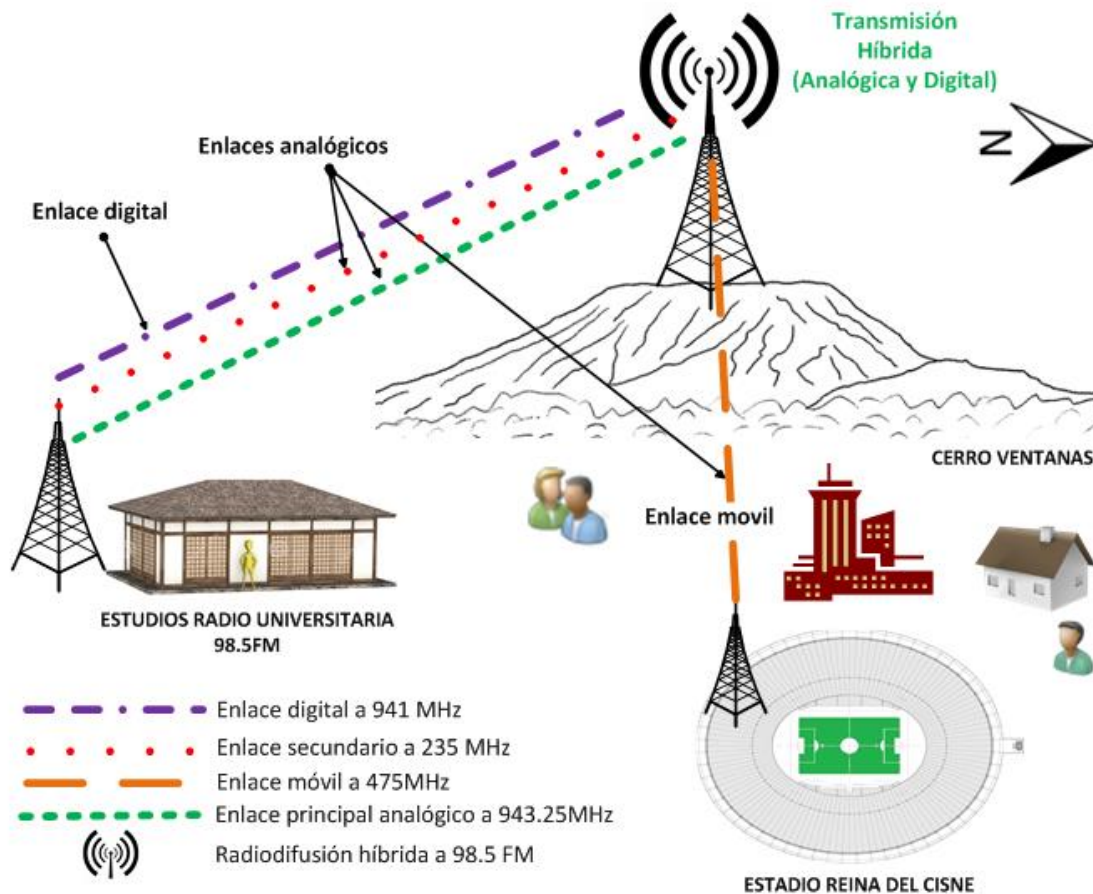 Transmisión
Híbrida
(Analógica y Digital)
Enlaces analógicos
N
Enlace digital
CERRO VENTANAS
Enlace movil
ESTUDIOS RADIO UNIVERSITARIA
98.5FM
Enlace digital a 941 MHz
Enlace secundario a 235 MHz
Enlace móvil a 475MHz
Enlace principal analógico a 943.25MHz
Radiodifusión híbrida a 98.5 FM
ESTADIO REINA DEL CISNE